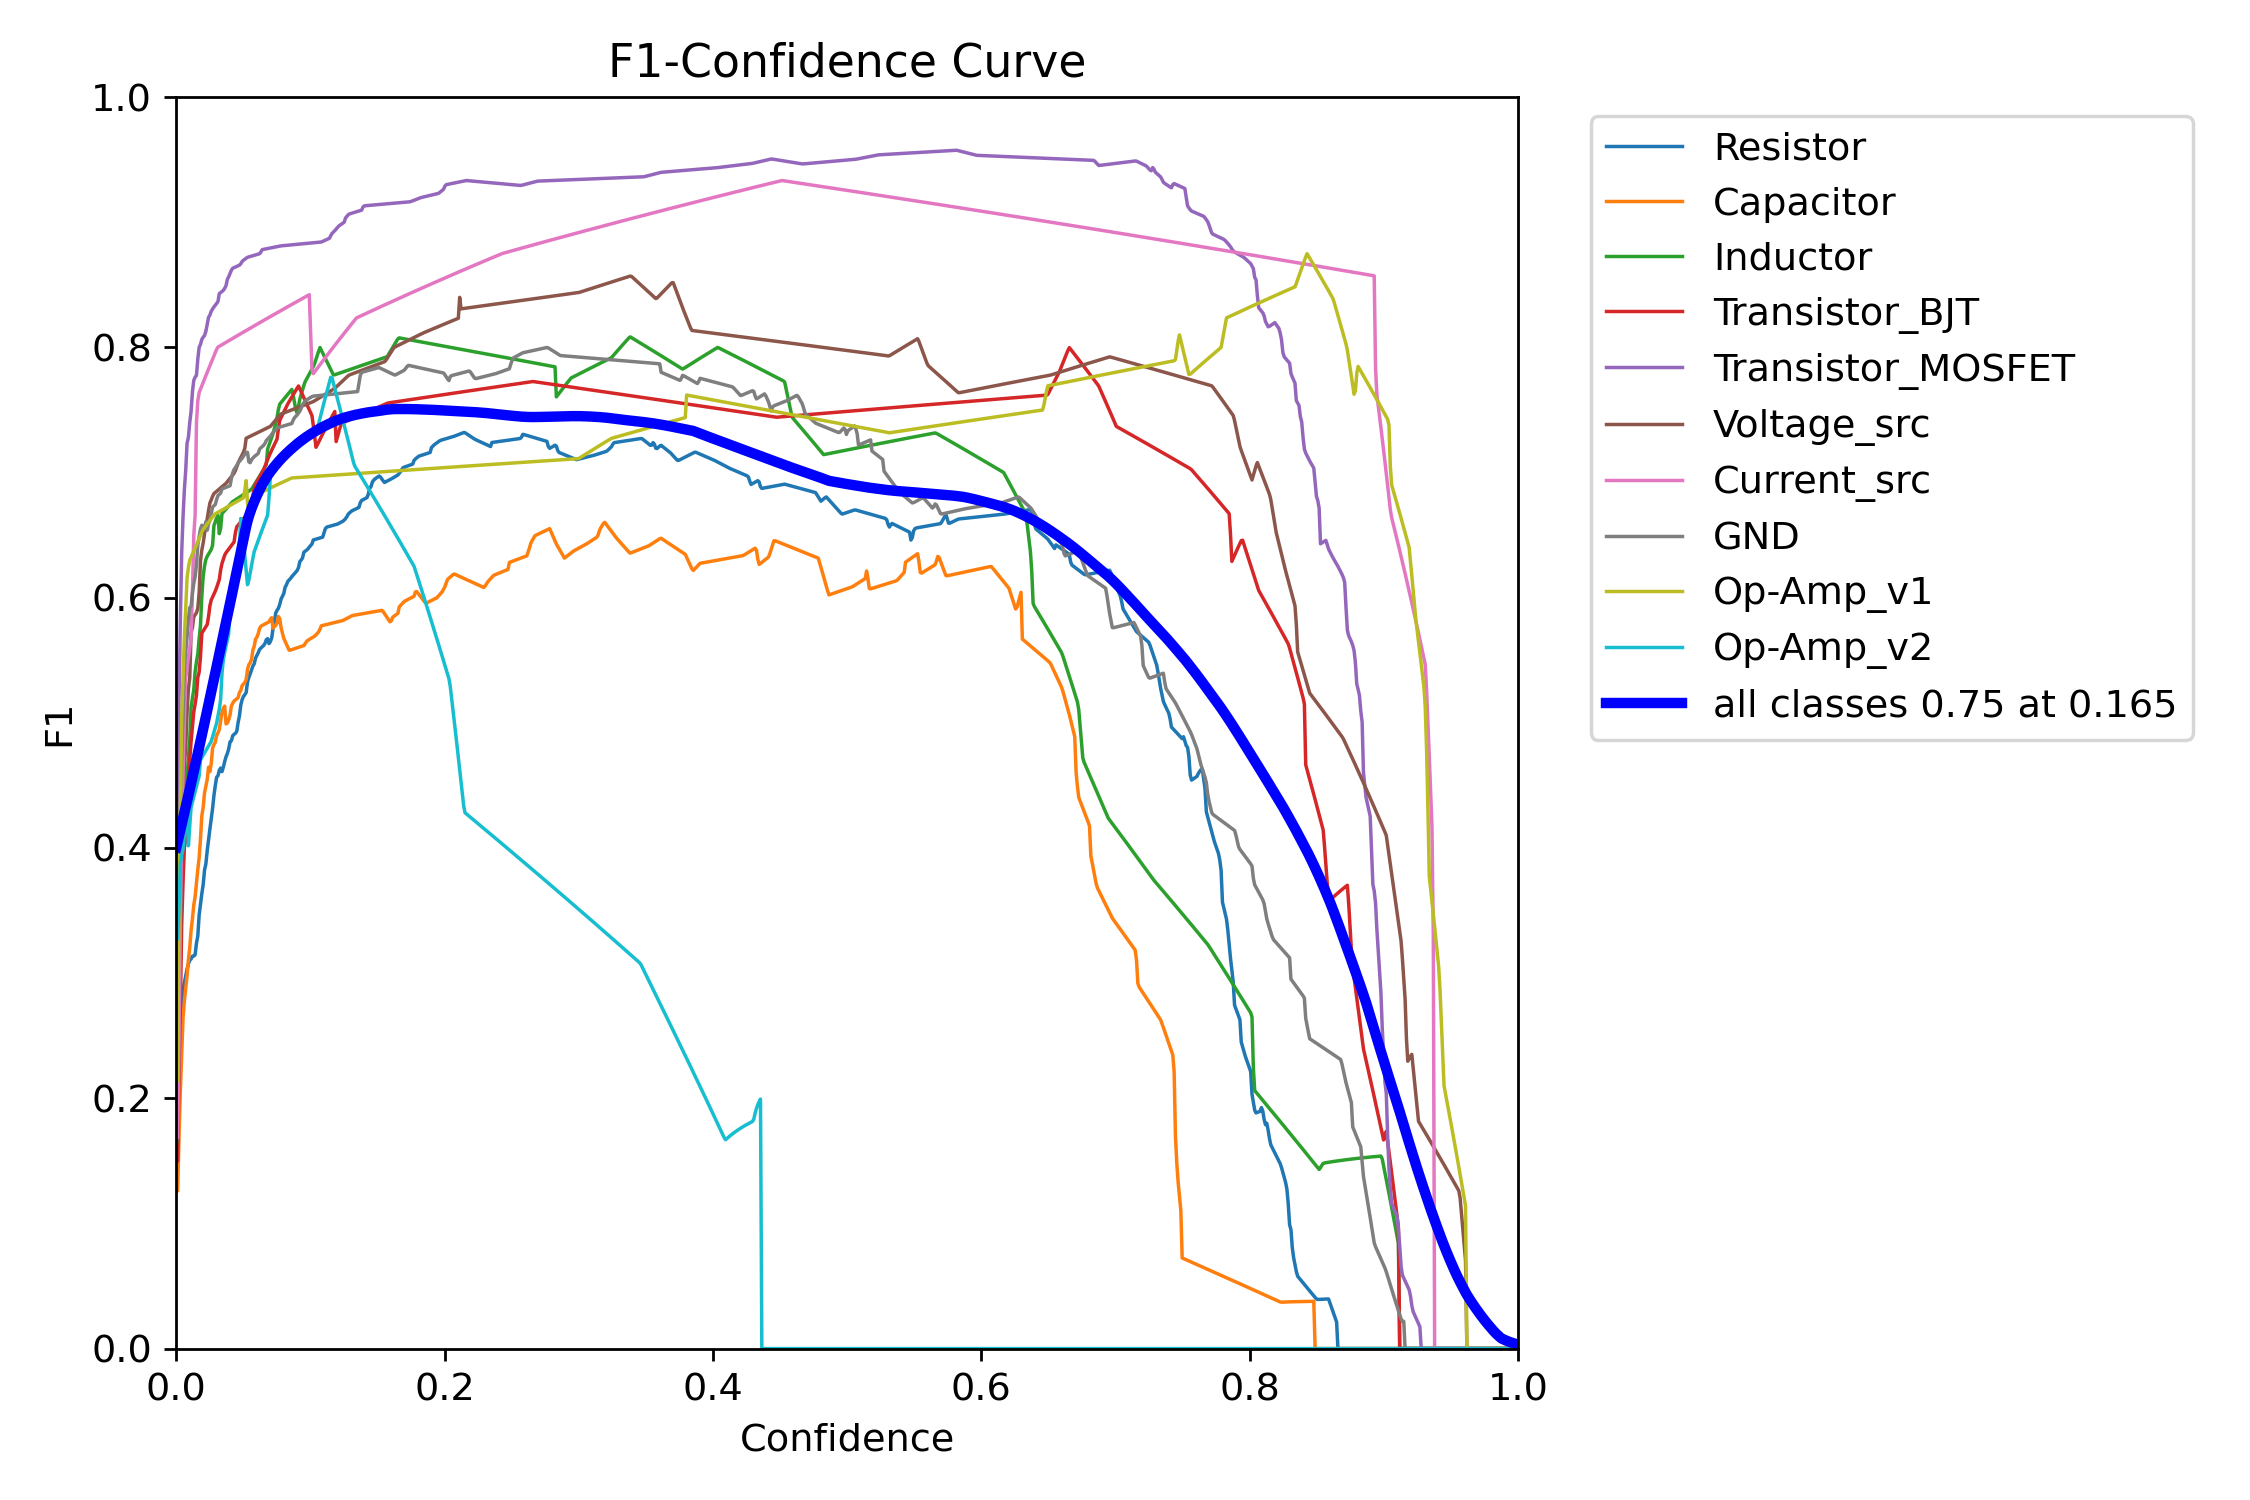 F1-Confidence Curve
1.0
0.8
0.6
0.4
0.2
0.0
F1
0.0 0.2 0.4 0.6 0.8 1.0
Confidence
Resistor
Capacitor
Inductor
Transistor_BJT
Transistor_MOSFET
Voltage_src
Current_src
GND
Op-Amp_v1
Op-Amp_v2
all classes 0.75 at 0.165